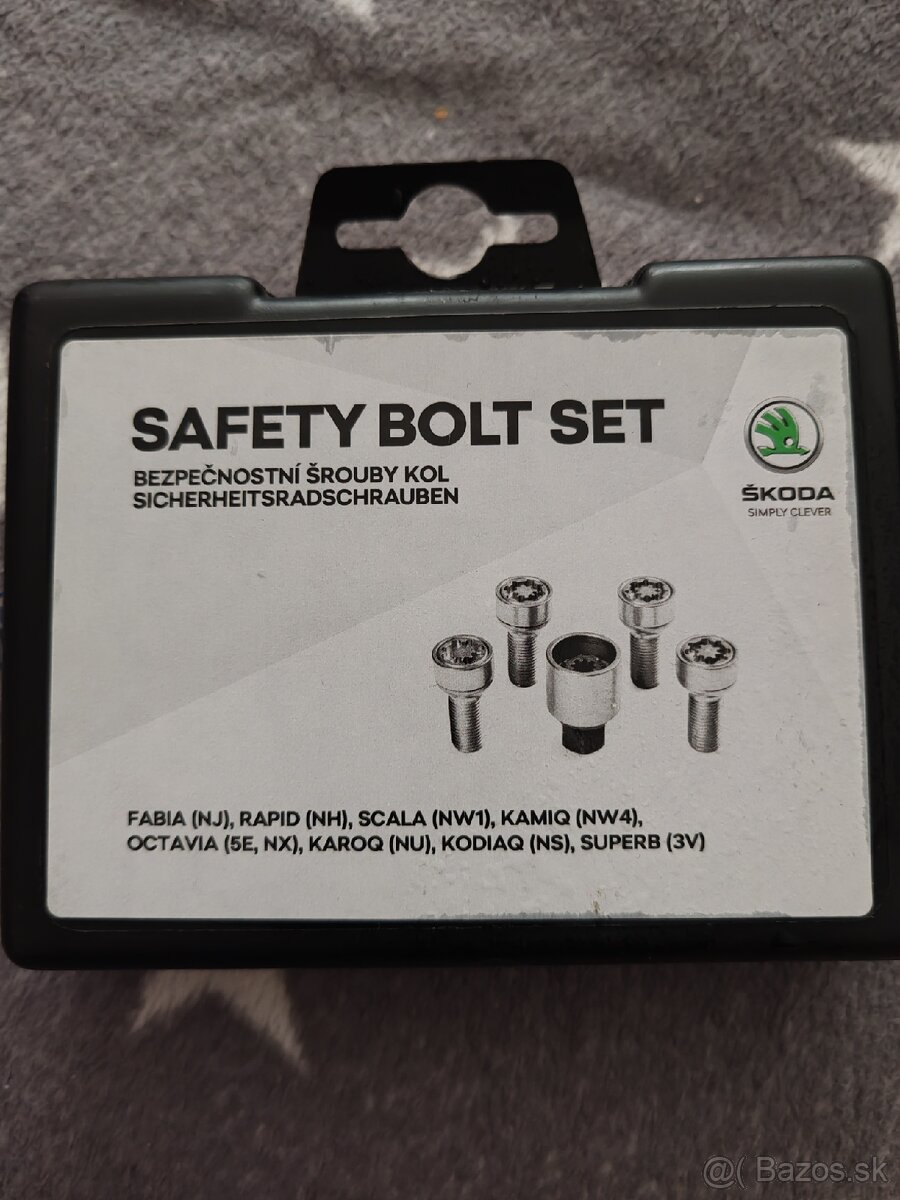 SAFETY BOLT SET
BEZPEČNOSTNÍ ŠROUBY KOL
SICHERHEITSRADSCHRAUBEN
ŠKODA
SIMPLY CLEVER
FABIA (NJ), RAPID (NH), SCALA (NW1), KAMIQ (NW4),
OCTAVIA (5E, NX), KAROQ (NU), KODIAQ (NS), SUPERB (3V)
@( Bazos.sk